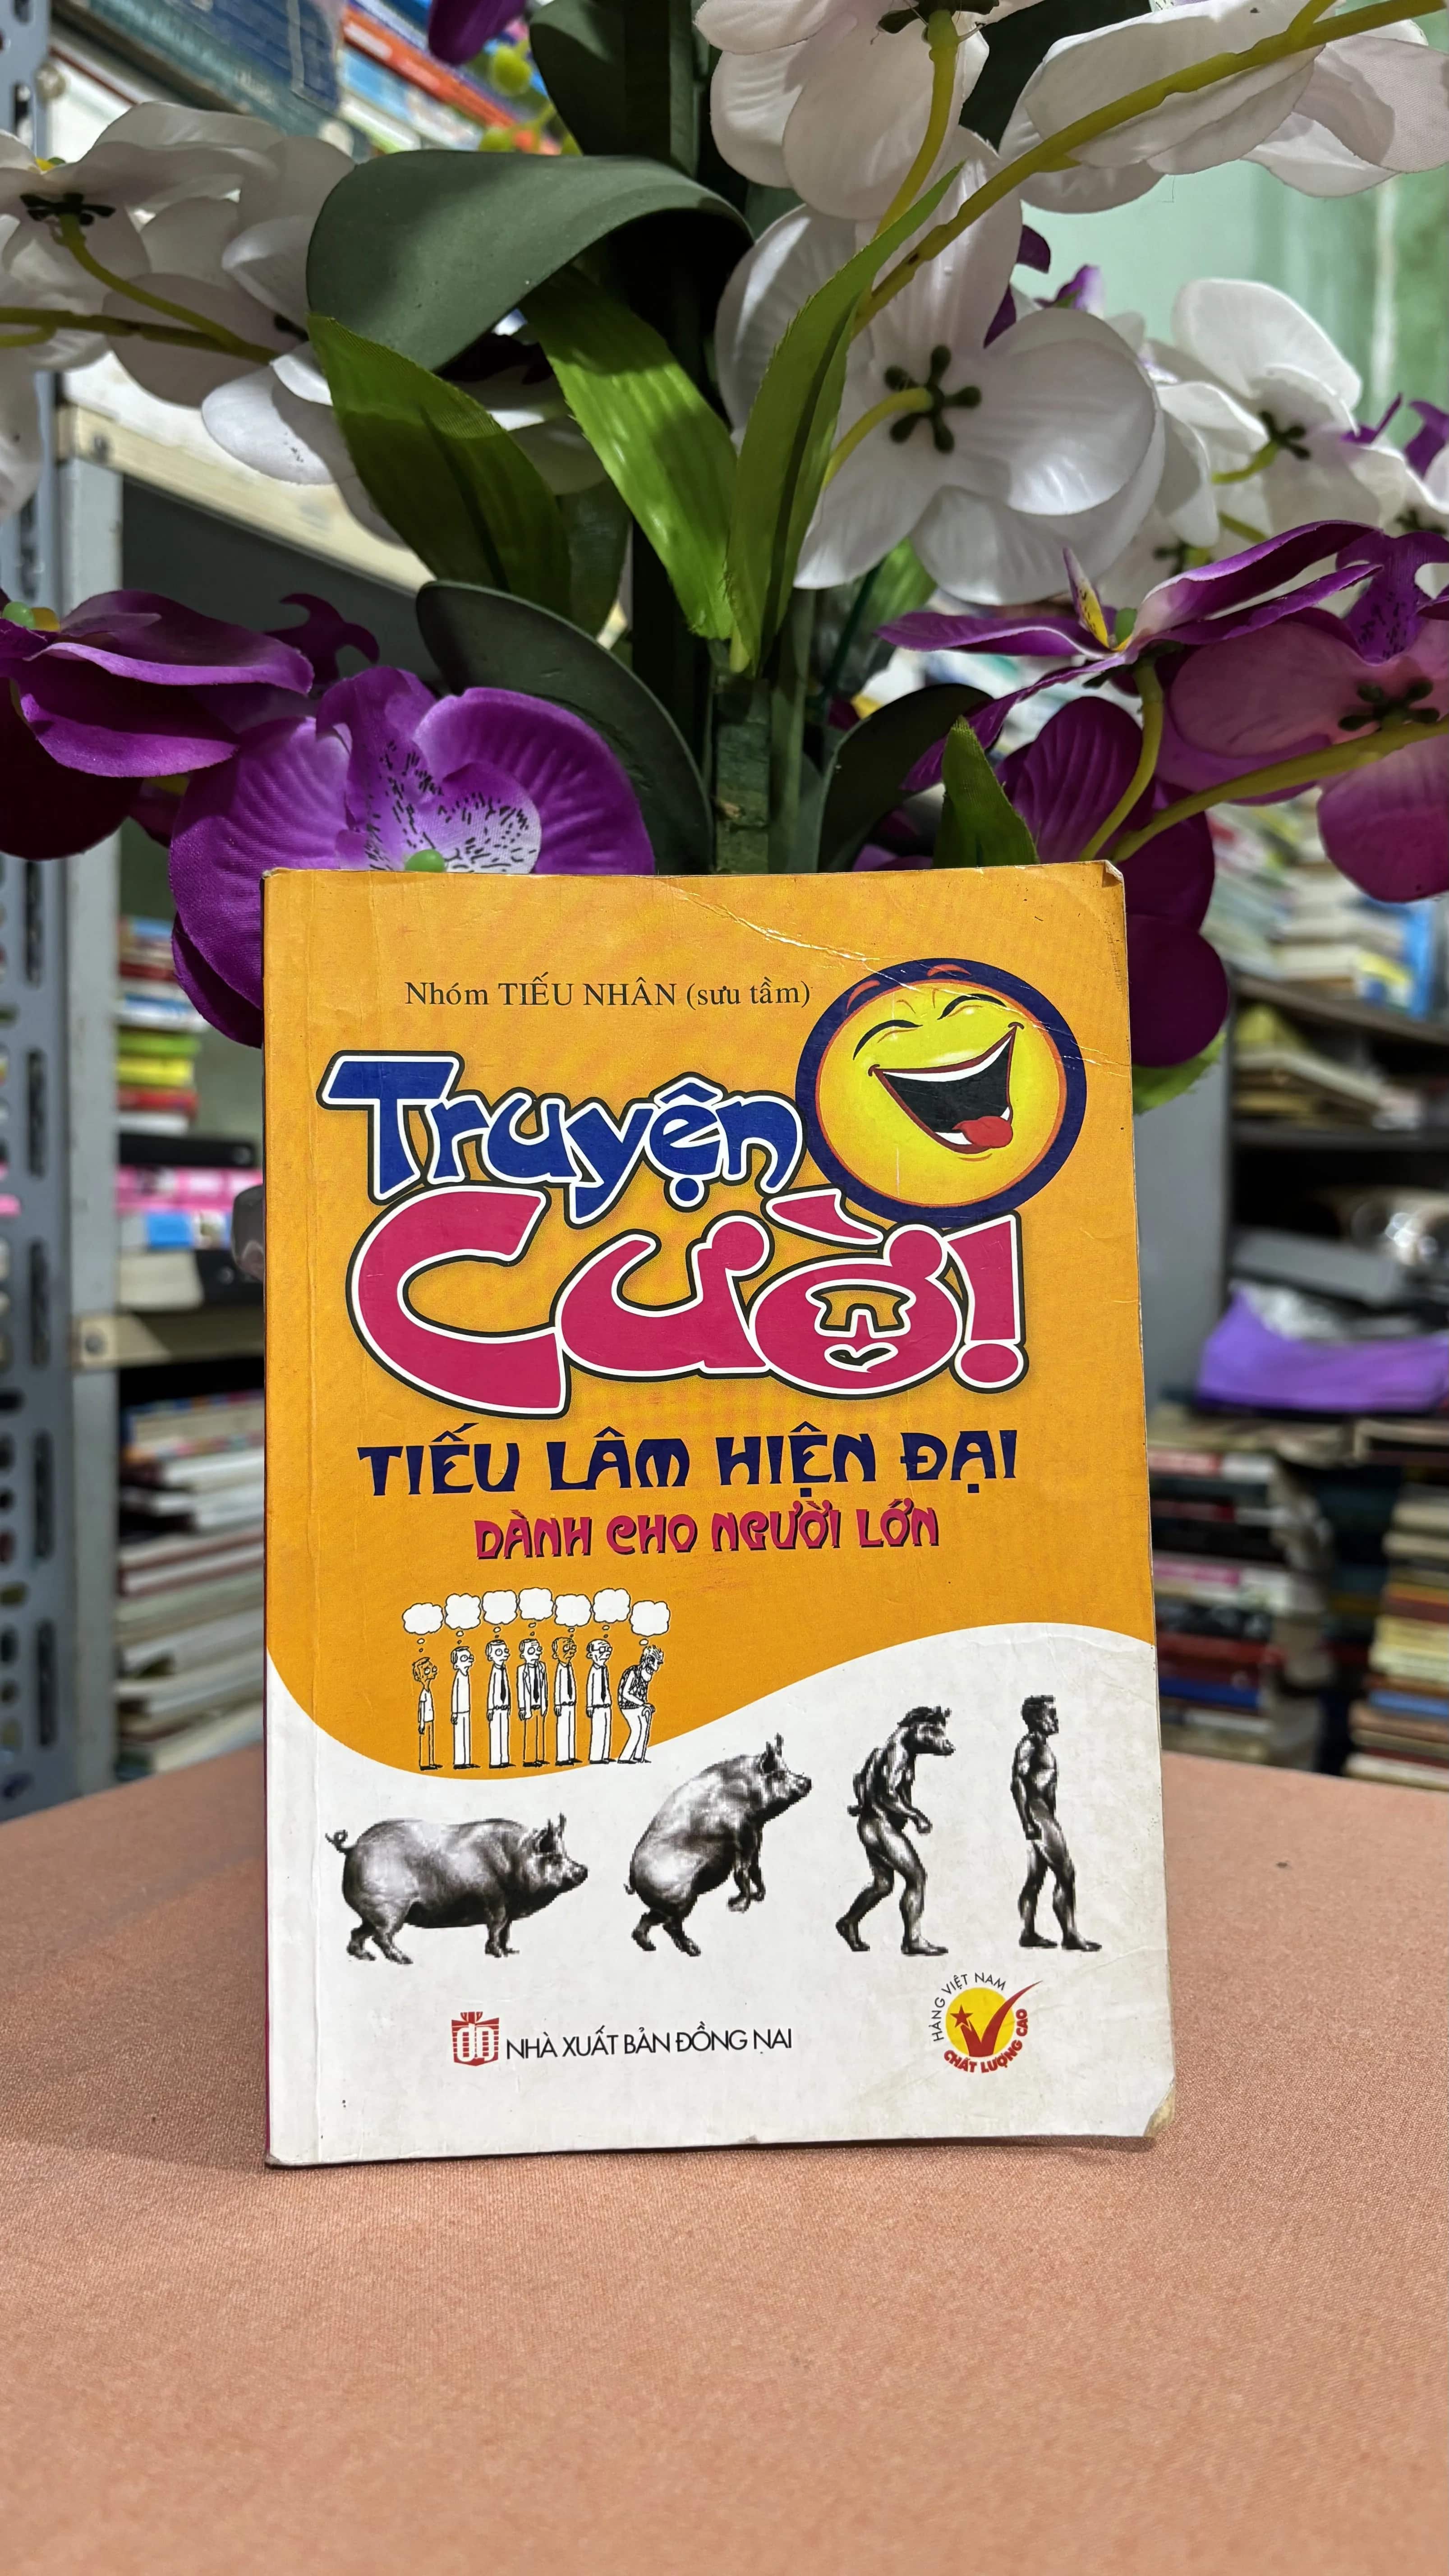 Nhóm TIẾU NHÂN (sưu tầm)
Truyện
Cười
TIẾU LÂM HIỆN ĐẠI
DÀNH CHO NGƯỜI LỚN
NHÀ XUẤT BẢN ĐỒNG NAI
HÀNG VIỆT NAM
CHẤT LƯỢNG CAO